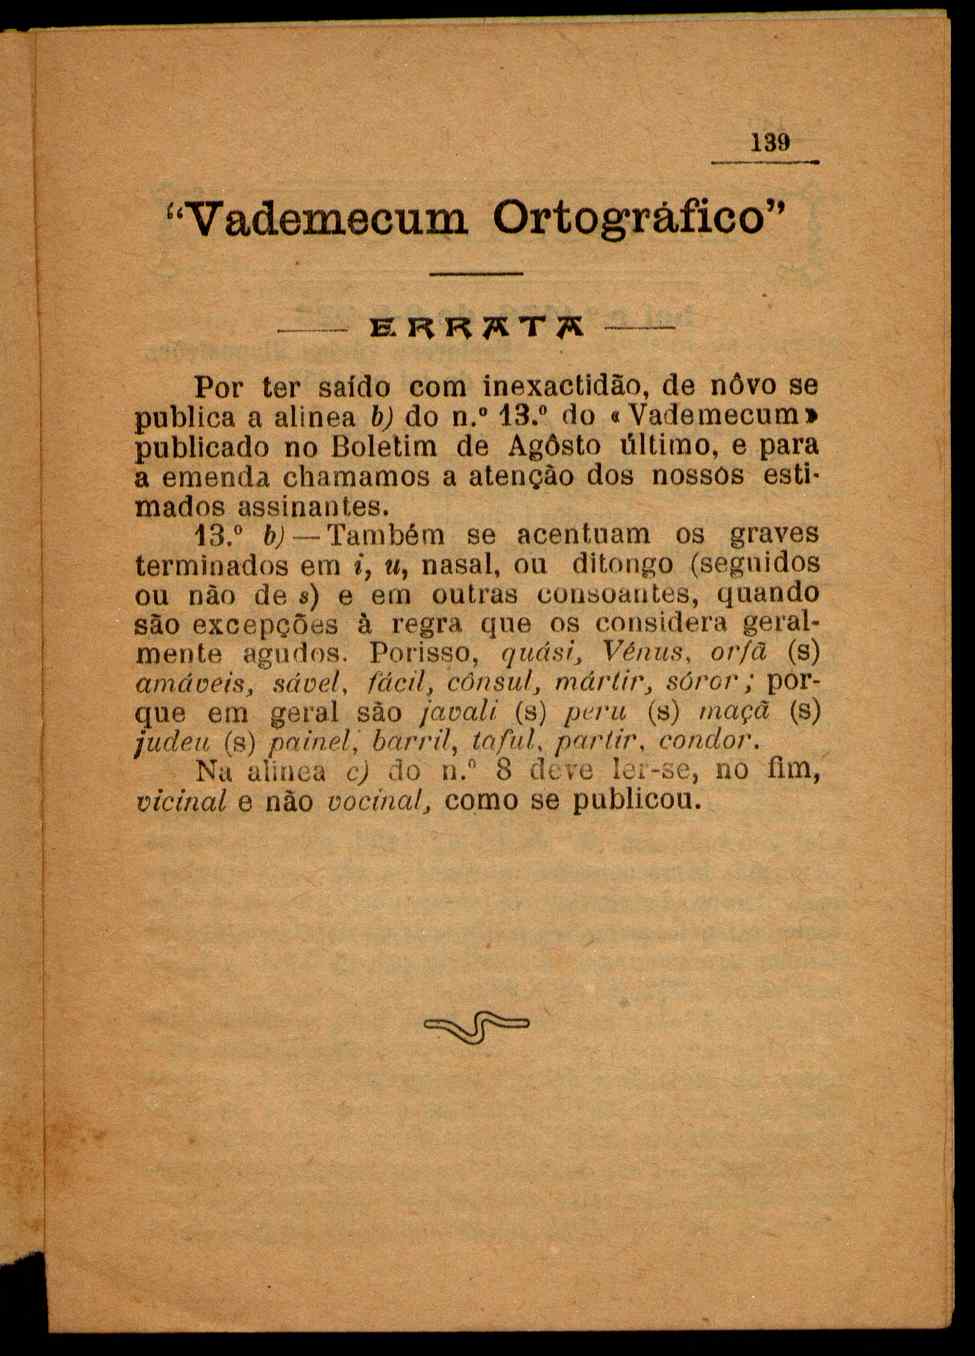 139
“Vademecum Ortográfico”
ERRATA
Por ter saído com inexactidão, de nôvo se
publica a alinea b) do n.º 13.º do «Vademecum»
publicado no Boletim de Agôsto último, e para
a emenda chamamos a atenção dos nossos esti-
mados assinantes.
13.º b) — Também se acentuam os graves
terminados em i, u, nasal, ou ditongo (seguidos
ou não de s) e em outras consoantes, quando
são excepções à regra que os considera geral-
mente agudos. Porisso, quási, Vénus, orfã (s)
amáveis, sável, fácil, cônsul, mártir, sóror; por-
que em geral são javali (s) peru (s) maçã (s)
judeu (s) painel, barril, taful, partir, condor.
Na alinea c) do n.º 8 deve ler-se, no fim,
vicinal e não vocinal, como se publicou.